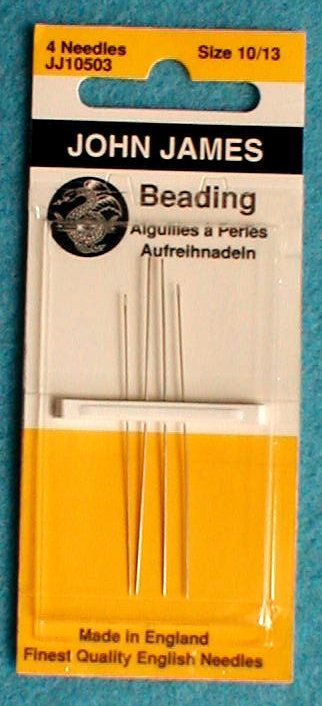 4 Needles
JJ10503
Size 10/13
JOHN JAMES
Beading
Aiguilles à Perles
Aufreihnadeln
Made in England
Finest Quality English Needles